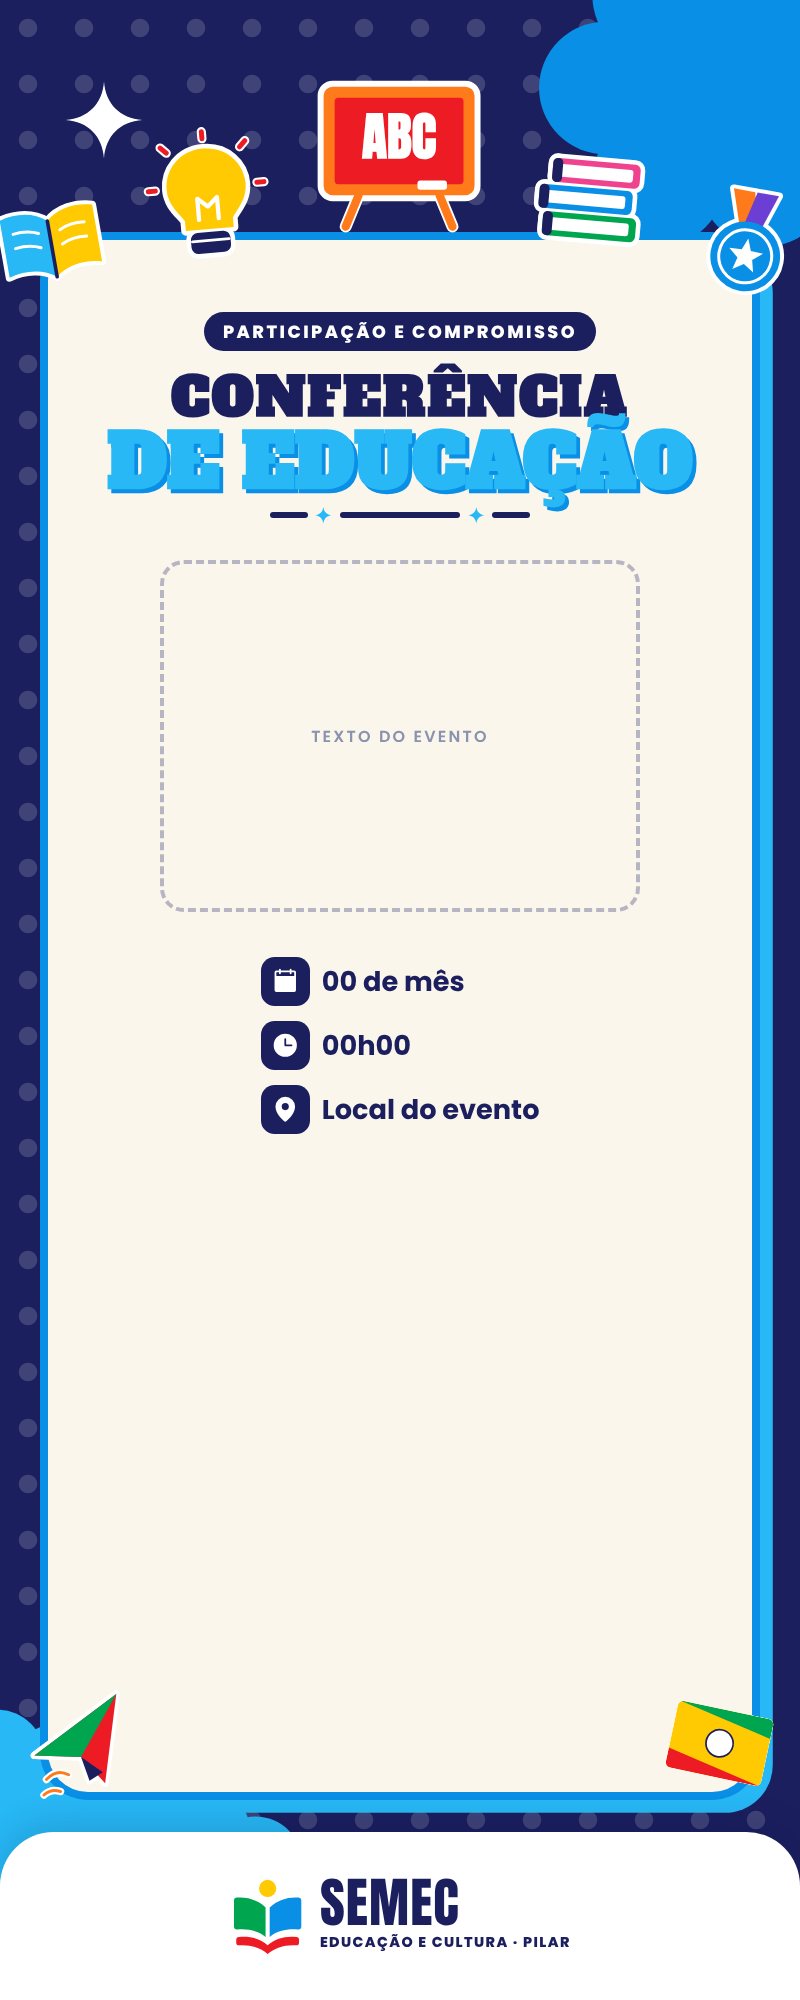 ABC
M
PARTICIPAÇÃO E COMPROMISSO
CONFERÊNCIA
DE EDUCAÇÃO
TEXTO DO EVENTO
00 de mês
00h00
Local do evento
SEMEC
EDUCAÇÃO E CULTURA · PILAR